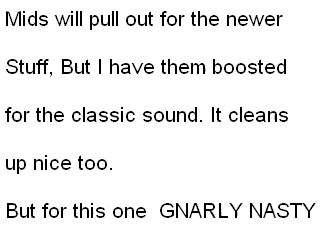 Mids will pull out for the newer
Stuff, But I have them boosted
for the classic sound. It cleans
up nice too.
But for this one  GNARLY NASTY